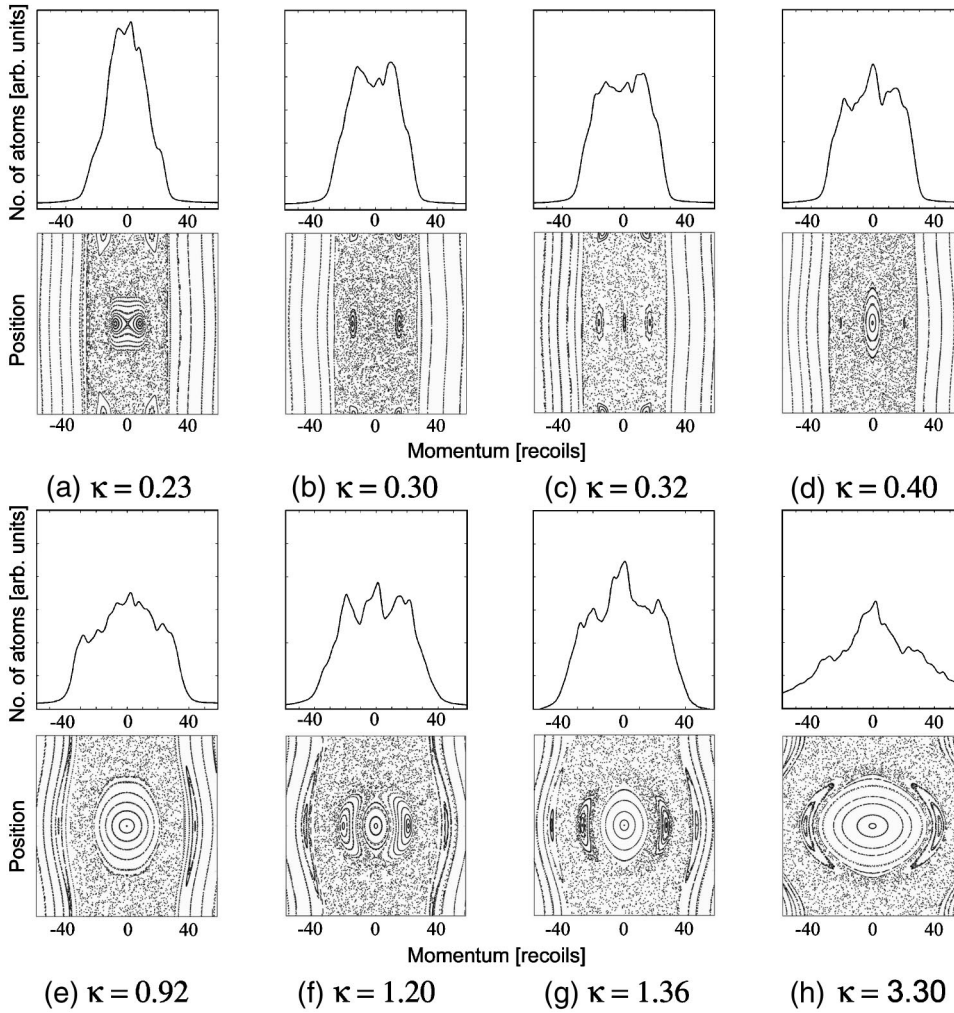 No. of atoms [arb. units]
-40 0 40
-40 0 40
-40 0 40
-40 0 40
Position
-40 0 40
-40 0 40
-40 0 40
-40 0 40
Momentum [recoils]
(a) κ = 0.23
(b) κ = 0.30
(c) κ = 0.32
(d) κ = 0.40
No. of atoms [arb. units]
-40 0 40
-40 0 40
-40 0 40
-40 0 40
Position
-40 0 40
-40 0 40
-40 0 40
-40 0 40
Momentum [recoils]
(e) κ = 0.92
(f) κ = 1.20
(g) κ = 1.36
(h) κ = 3.30